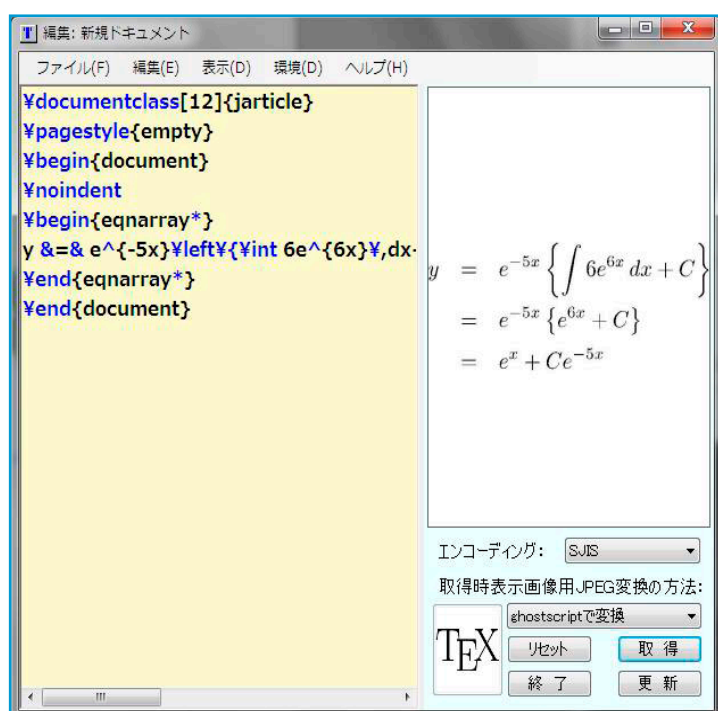 編集: 新規ドキュメント
ファイル(F) 編集(E) 表示(D) 環境(D) ヘルプ(H)
¥documentclass[12]{jarticle}
¥pagestyle{empty}
¥begin{document}
¥noindent
¥begin{eqnarray*}
y &=& e^{-5x}¥left¥{¥int 6e^{6x}¥,dx-
¥end{eqnarray*}
¥end{document}
y = e^{-5x} { ∫ 6e^{6x} dx + C }
= e^{-5x} {e^{6x} + C}
= e^{x} + Ce^{-5x}
エンコーディング: SJIS
取得時表示画像用JPEG変換の方法:
ghostscriptで変換
TEX
リセット 取 得
終 了 更 新